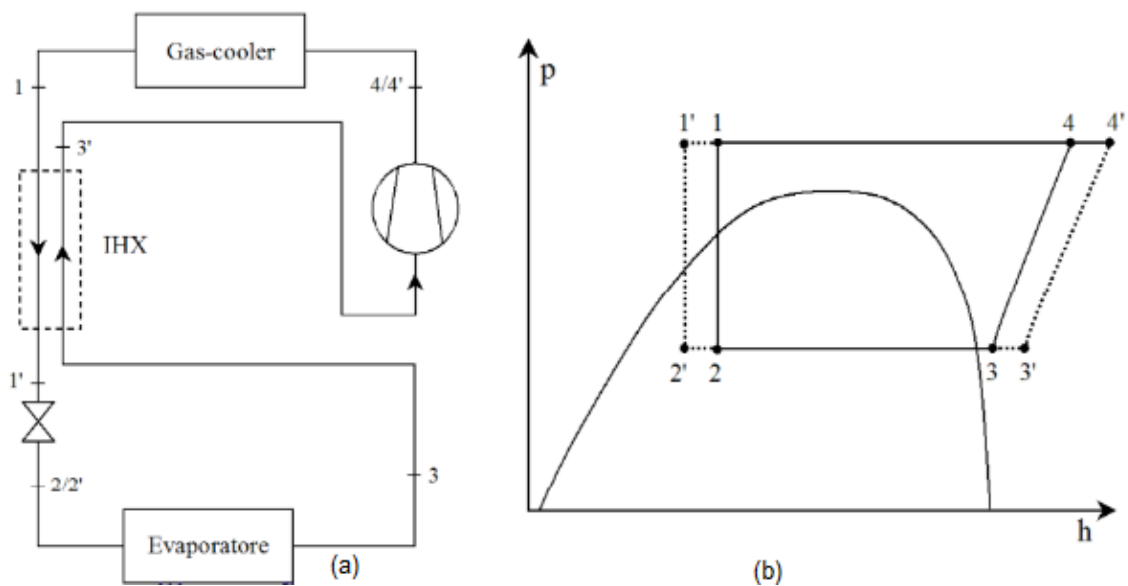 Gas-cooler
1
4/4'
3'
IHX
1'
2/2'
3
Evaporatore
(a)
p
1' 1 4 4'
2' 2 3 3'
h
(b)